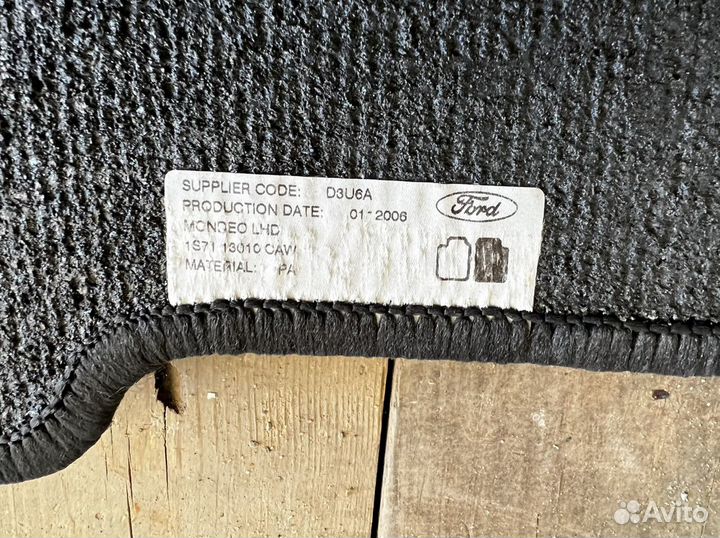 SUPPLIER CODE: D3U6A
PRODUCTION DATE: 01 2006
Ford
MONDEO LHD
1S71 13010 CAW
MATERIAL: PA
Avito